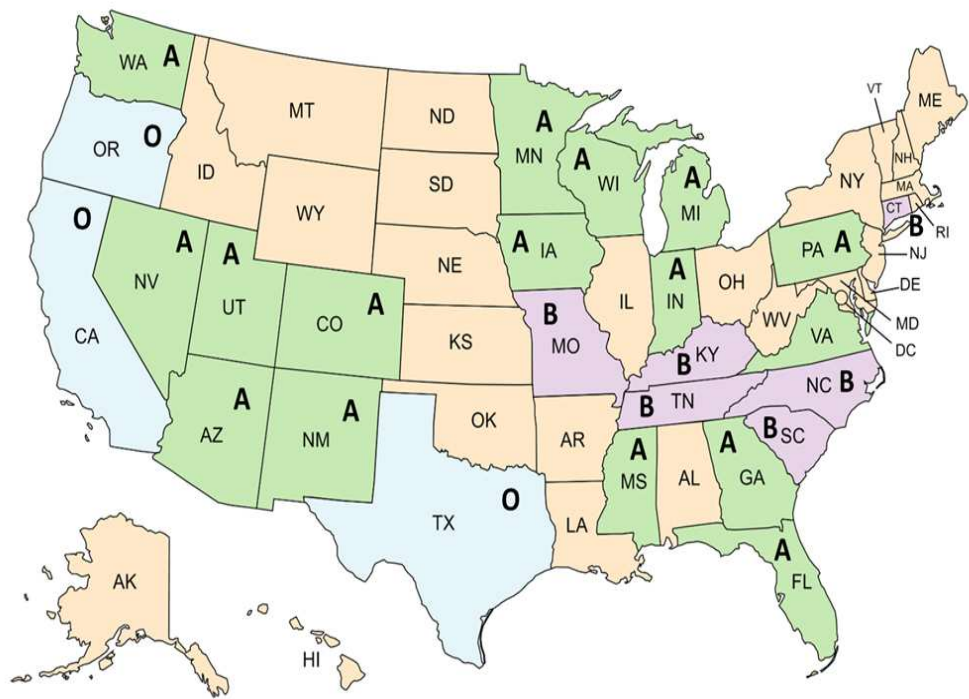 WA A
MT
ND
MN A
VT
ME
OR O
ID
SD
WI A
MI A
NY
NH
MA
CT B
RI
WY
IA A
PA A
NJ
CA O
NV A
UT A
NE
IL
IN A
OH
DE
CO A
KS
MO B
KY B
WV
VA
MD
DC
AZ A
NM A
OK
AR
TN B
NC B
TX O
LA
MS A
AL
GA A
SC B
AK
HI
FL A